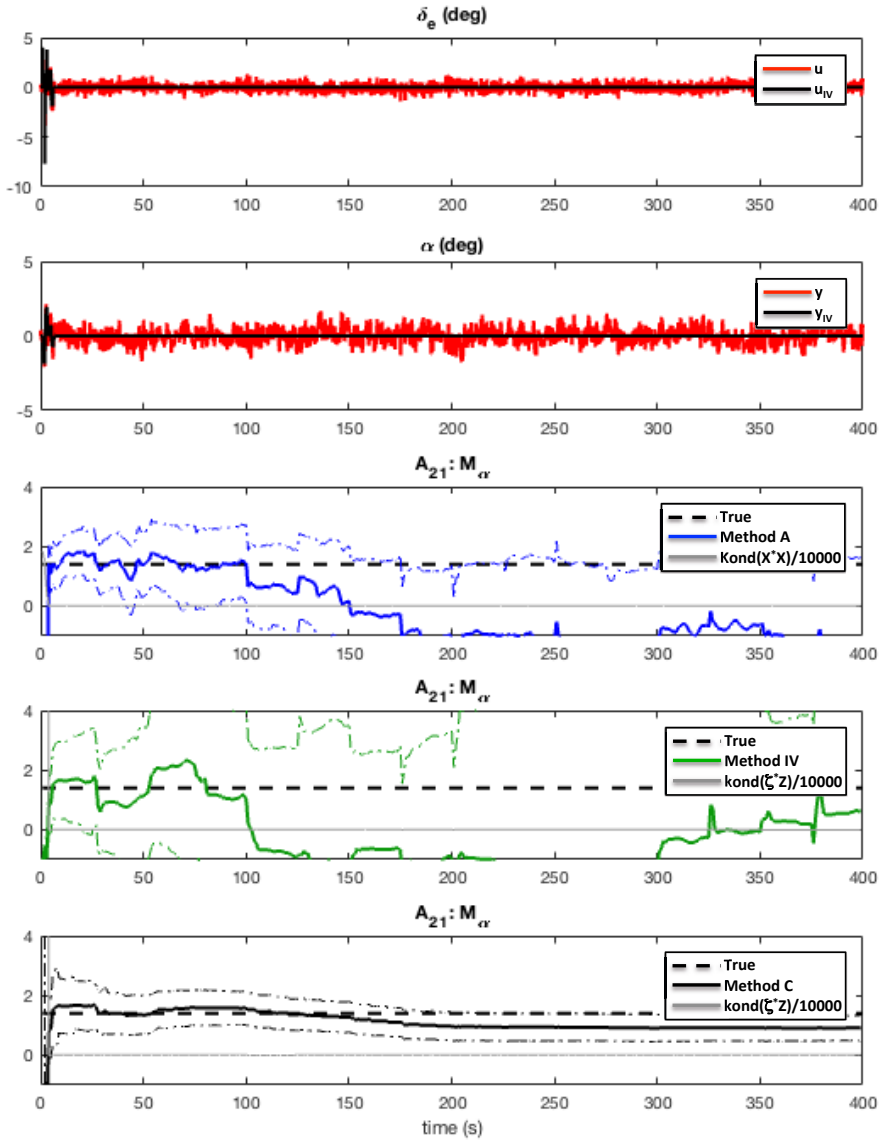 δe (deg)
5
0
-5
-10
u
uIV
0 50 100 150 200 250 300 350 400
α (deg)
5
0
-5
y
yIV
0 50 100 150 200 250 300 350 400
A21: Mα
4
2
0
True
Method A
Kond(X*X)/10000
0 50 100 150 200 250 300 350 400
A21: Mα
4
2
0
True
Method IV
kond(ζ*Z)/10000
0 50 100 150 200 250 300 350 400
A21: Mα
4
2
0
True
Method C
kond(ζ*Z)/10000
0 50 100 150 200 250 300 350 400
time (s)